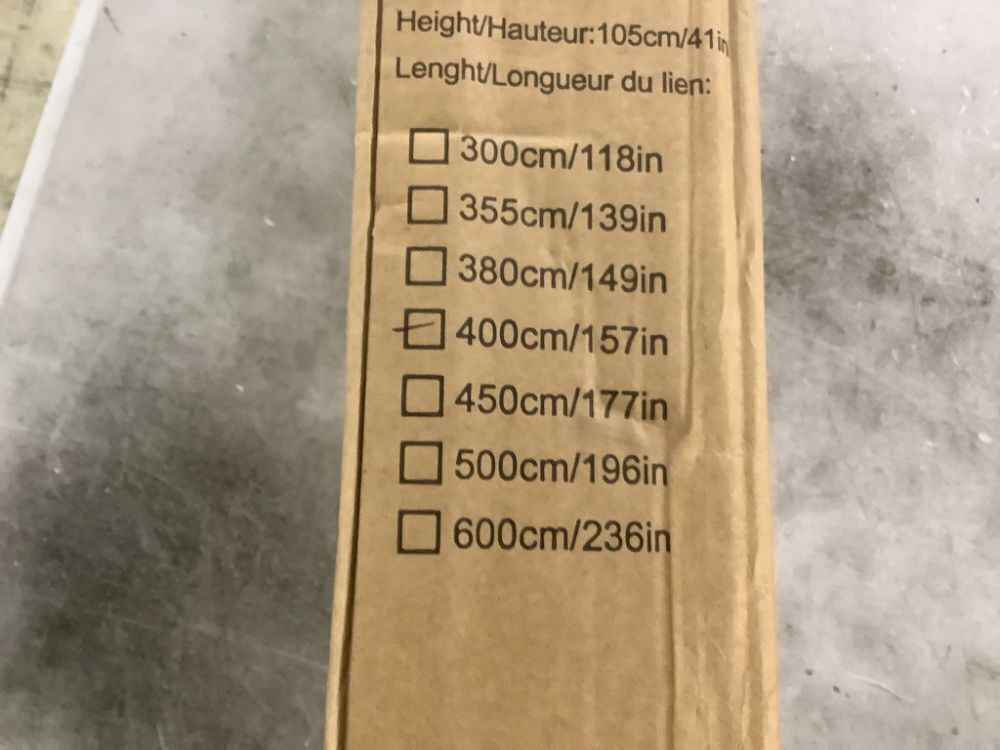 Height/Hauteur:105cm/41in
Lenght/Longueur du lien:
300cm/118in
355cm/139in
380cm/149in
400cm/157in
450cm/177in
500cm/196in
600cm/236in